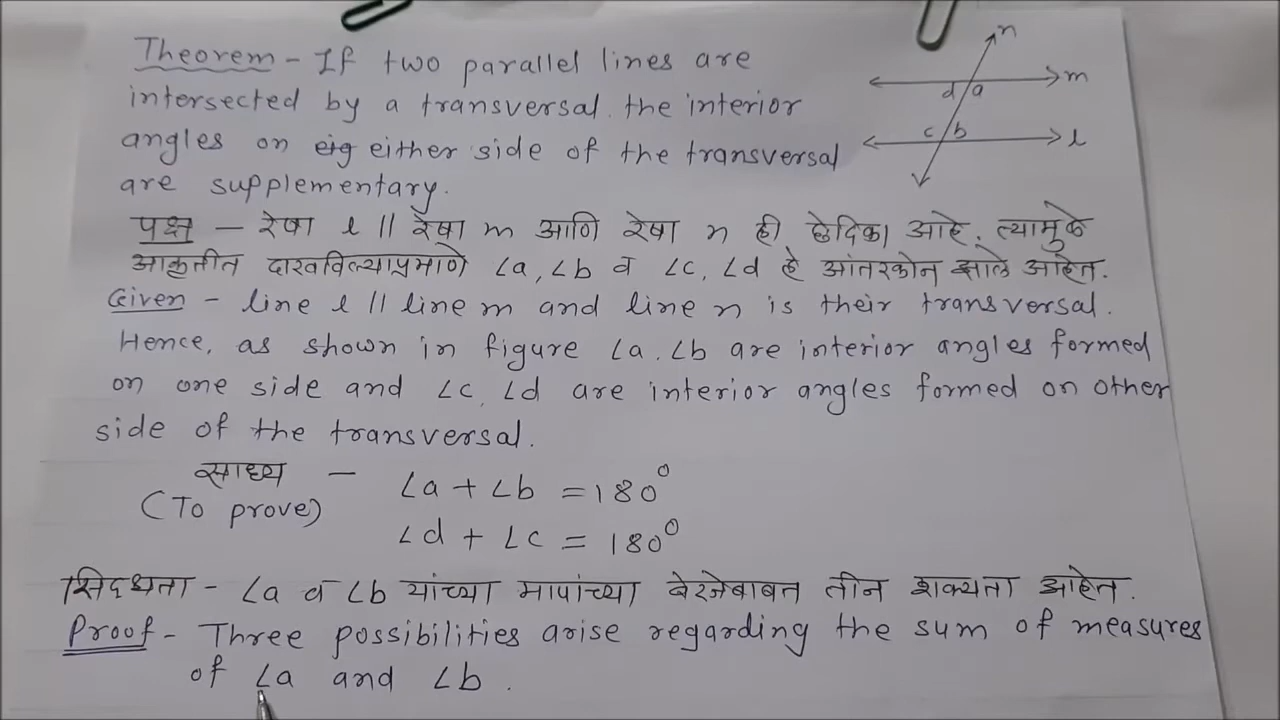 Theorem - If two parallel lines are
intersected by a transversal. the interior
angles on either side of the transversal
are supplementary.
n
m
d a
c b
l
पक्ष - रेषा l || रेषा m आणि रेषा n ही छेदिका आहे. त्यामुळे
आकृतीत दाखविल्याप्रमाणे ∠a, ∠b व ∠c, ∠d हे आंतरकोन झाले आहेत.
Given - line l || line m and line n is their transversal.
Hence, as shown in figure ∠a, ∠b are interior angles formed
on one side and ∠c, ∠d are interior angles formed on other
side of the transversal.
साध्य - ∠a + ∠b = 180°
(To prove)
∠d + ∠c = 180°
सिद्धता - ∠a व ∠b यांच्या मापांच्या बेरजेबाबत तीन शक्यता आहेत.
Proof - Three possibilities arise regarding the sum of measures
of ∠a and ∠b.